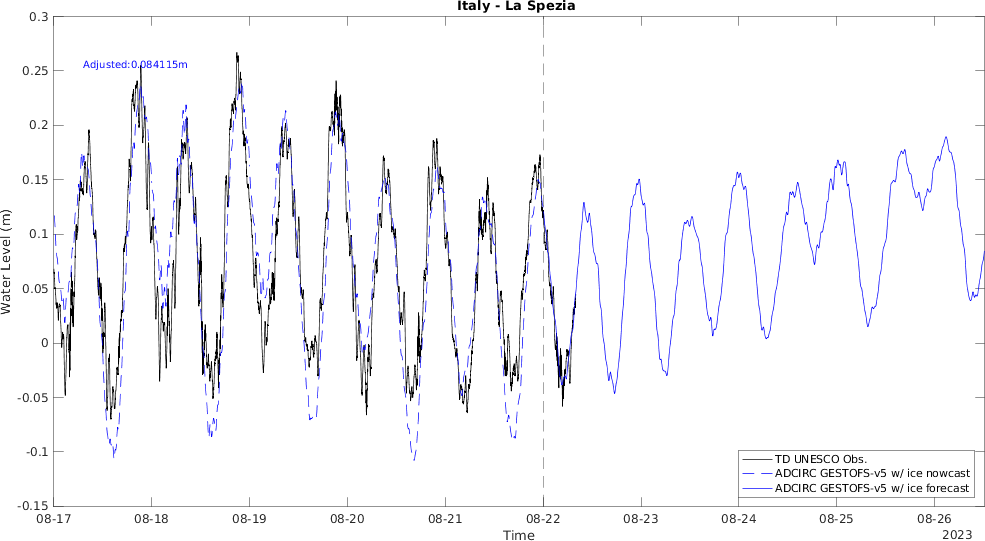 Italy - La Spezia
Water Level (m)
0.3
0.25
0.2
0.15
0.1
0.05
0
-0.05
-0.1
-0.15
Adjusted:0.084115m
TD UNESCO Obs.
ADCIRC GESTOFS-v5 w/ ice nowcast
ADCIRC GESTOFS-v5 w/ ice forecast
08-17 08-18 08-19 08-20 08-21 08-22 08-23 08-24 08-25 08-26
Time
2023